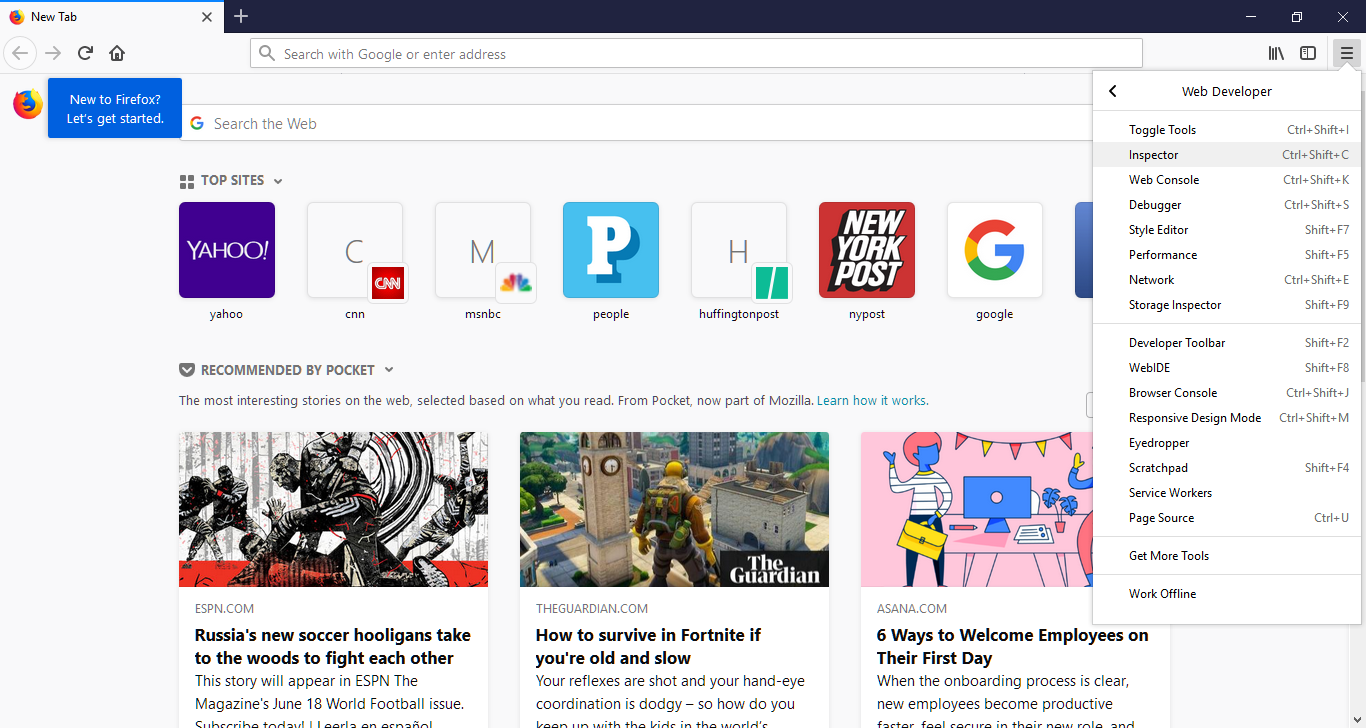 New Tab
Search with Google or enter address
New to Firefox?
Let's get started.
Search the Web
Web Developer
Toggle Tools Ctrl+Shift+I
Inspector Ctrl+Shift+C
Web Console Ctrl+Shift+K
Debugger Ctrl+Shift+S
Style Editor Shift+F7
Performance Shift+F5
Network Ctrl+Shift+E
Storage Inspector Shift+F9
Developer Toolbar Shift+F2
WebIDE Shift+F8
Browser Console Ctrl+Shift+J
Responsive Design Mode Ctrl+Shift+M
Eyedropper
Scratchpad Shift+F4
Service Workers
Page Source Ctrl+U
Get More Tools
Work Offline
TOP SITES
YAHOO!
C
CNN
M
P
H
NEW
YORK
POST
G
yahoo
cnn
msnbc
people
huffingtonpost
nypost
google
RECOMMENDED BY POCKET
The most interesting stories on the web, selected based on what you read. From Pocket, now part of Mozilla. Learn how it works.
The
Guardian
ESPN.COM
Russia's new soccer hooligans take
to the woods to fight each other
This story will appear in ESPN The
Magazine's June 18 World Football issue.
Subscribe today! | Leerla en español
THEGUARDIAN.COM
How to survive in Fortnite if
you're old and slow
Your reflexes are shot and your hand-eye
coordination is dodgy – so how do you
keep up with the kids in the world's
ASANA.COM
6 Ways to Welcome Employees on
Their First Day
When the onboarding process is clear,
new employees become productive
faster, feel secure in their new role, and